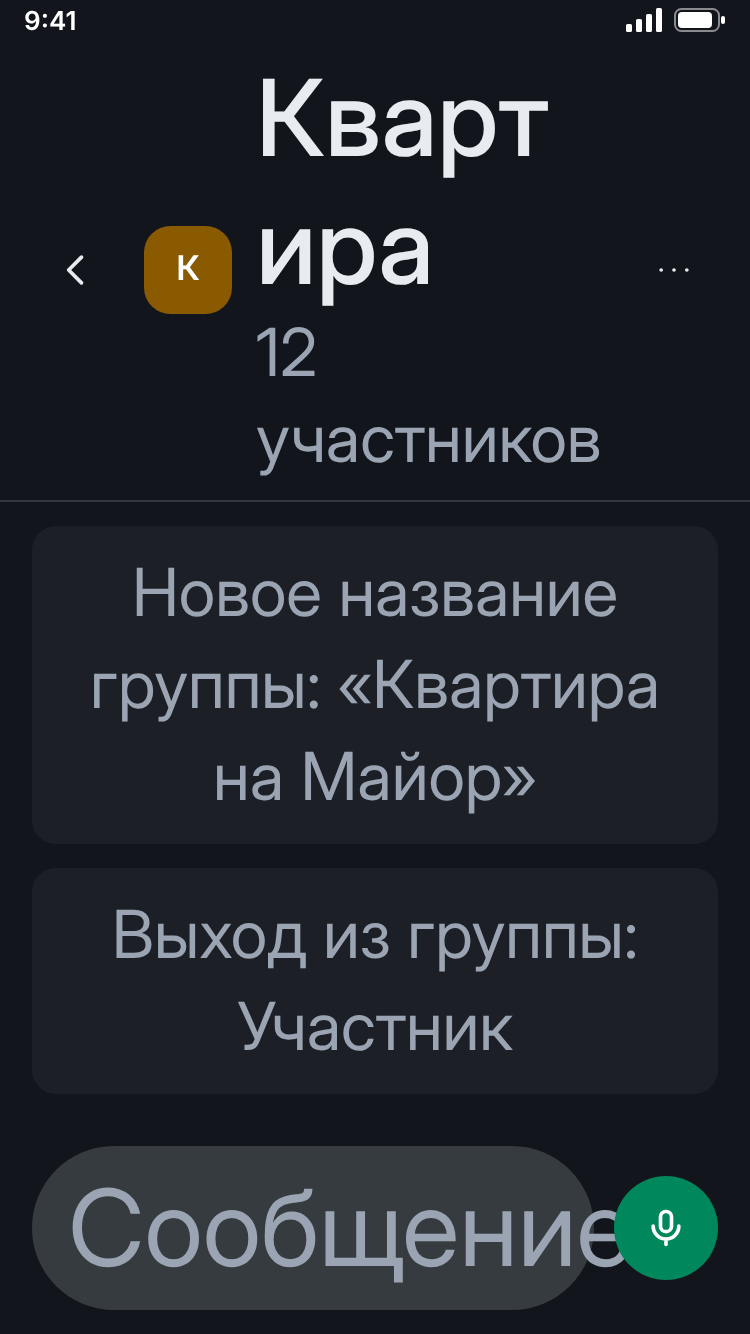 9:41
Кварт
ира
К
12
участников
Новое название
группы: «Квартира
на Майор»
Выход из группы:
Участник
Сообщение